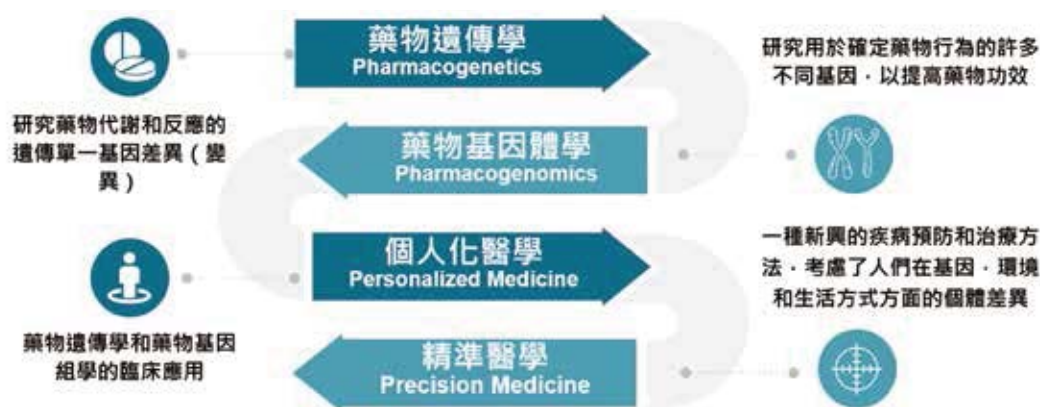 藥物遺傳學
Pharmacogenetics
研究藥物代謝和反應的
遺傳單一基因差異（變
異）
研究用於確定藥物行為的許多
不同基因，以提高藥物功效
藥物基因體學
Pharmacogenomics
個人化醫學
Personalized Medicine
藥物遺傳學和藥物基因
組學的臨床應用
一種新興的疾病預防和治療方
法，考慮了人們在基因，環境
和生活方式方面的個體差異
精準醫學
Precision Medicine